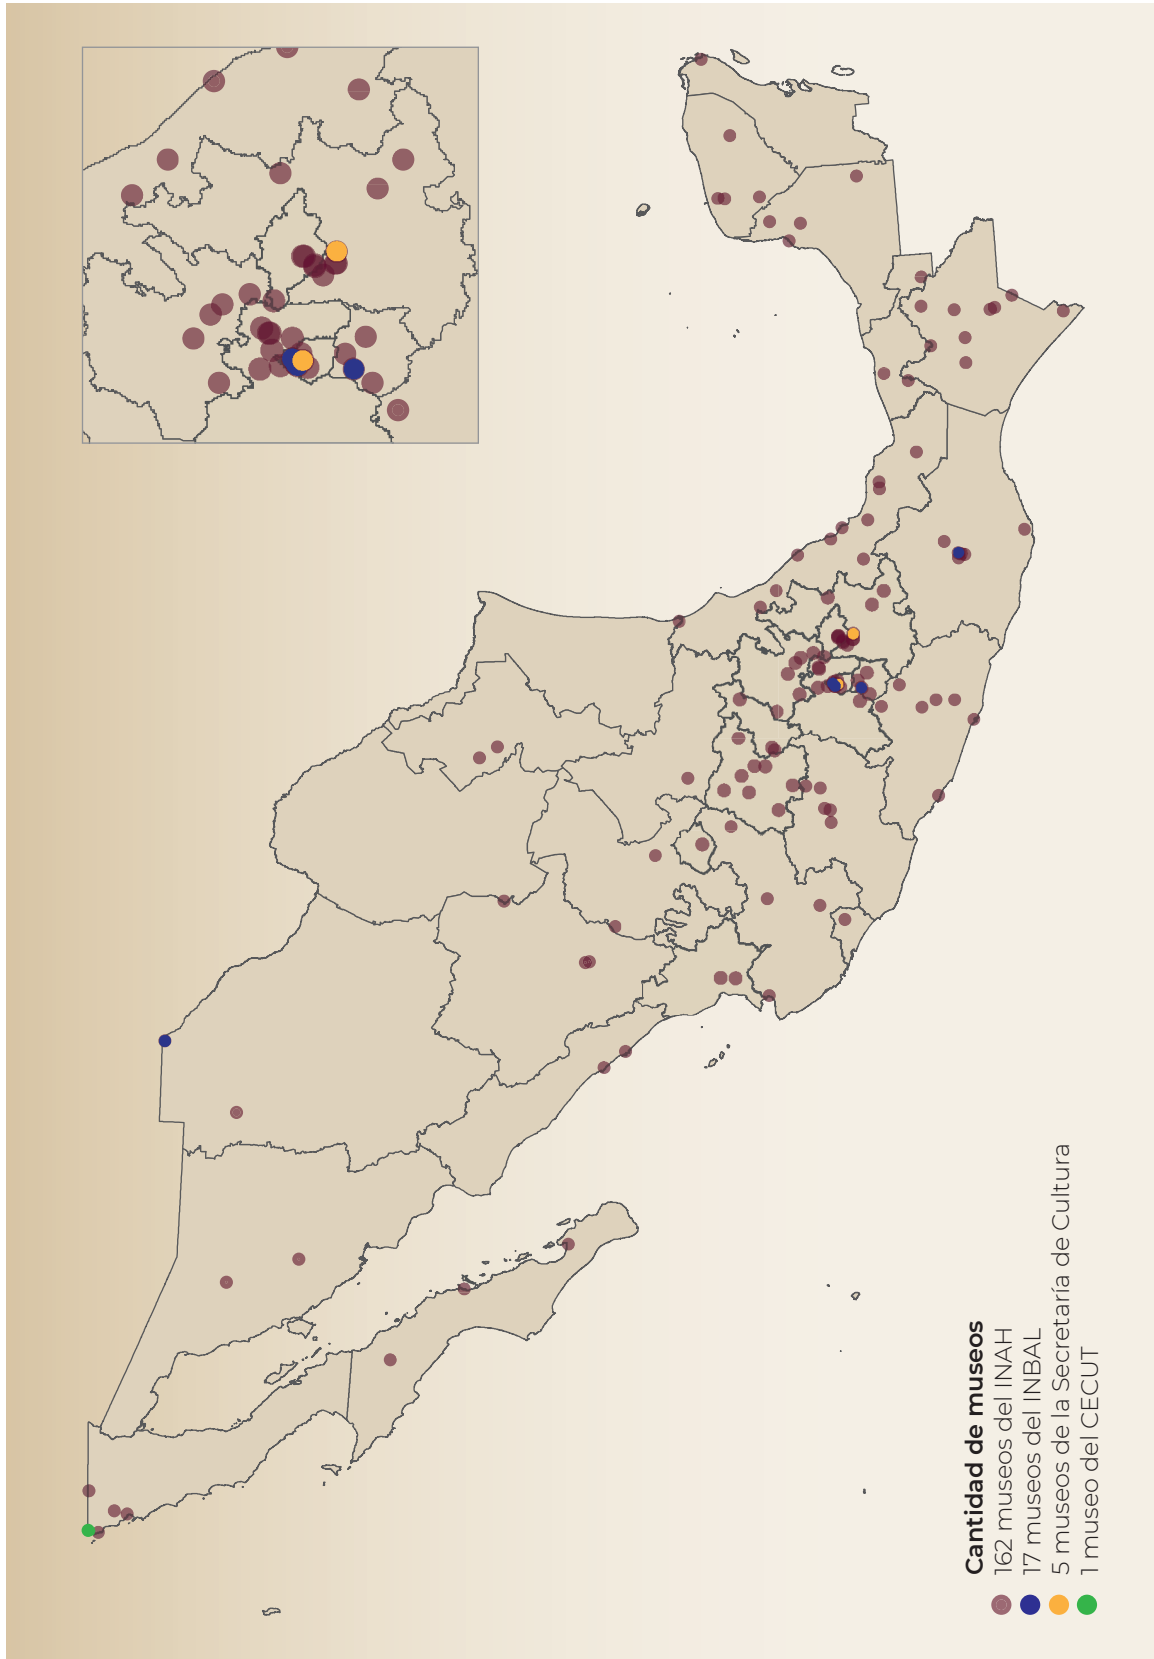 Cantidad de museos
162 museos del INAH
17 museos del INBAL
5 museos de la Secretaría de Cultura
1 museo del CECUT